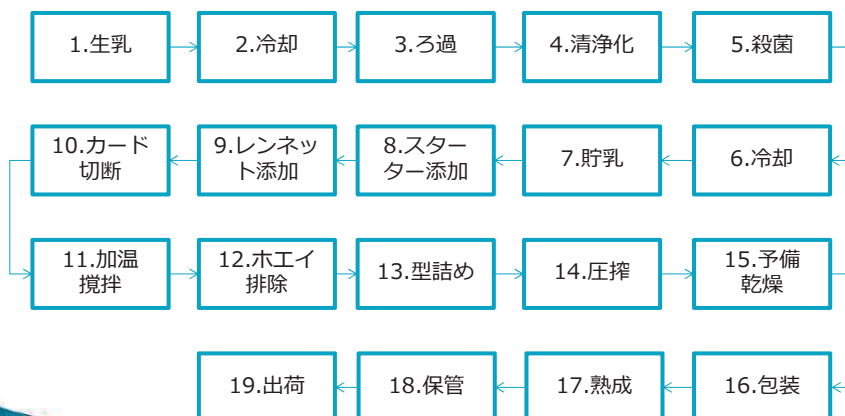 1.生乳
2.冷却
3.ろ過
4.清浄化
5.殺菌
6.冷却
7.貯乳
8.スター
ター添加
9.レンネッ
ト添加
10.カード
切断
11.加温
撹拌
12.ホエイ
排除
13.型詰め
14.圧搾
15.予備
乾燥
16.包装
17.熟成
18.保管
19.出荷